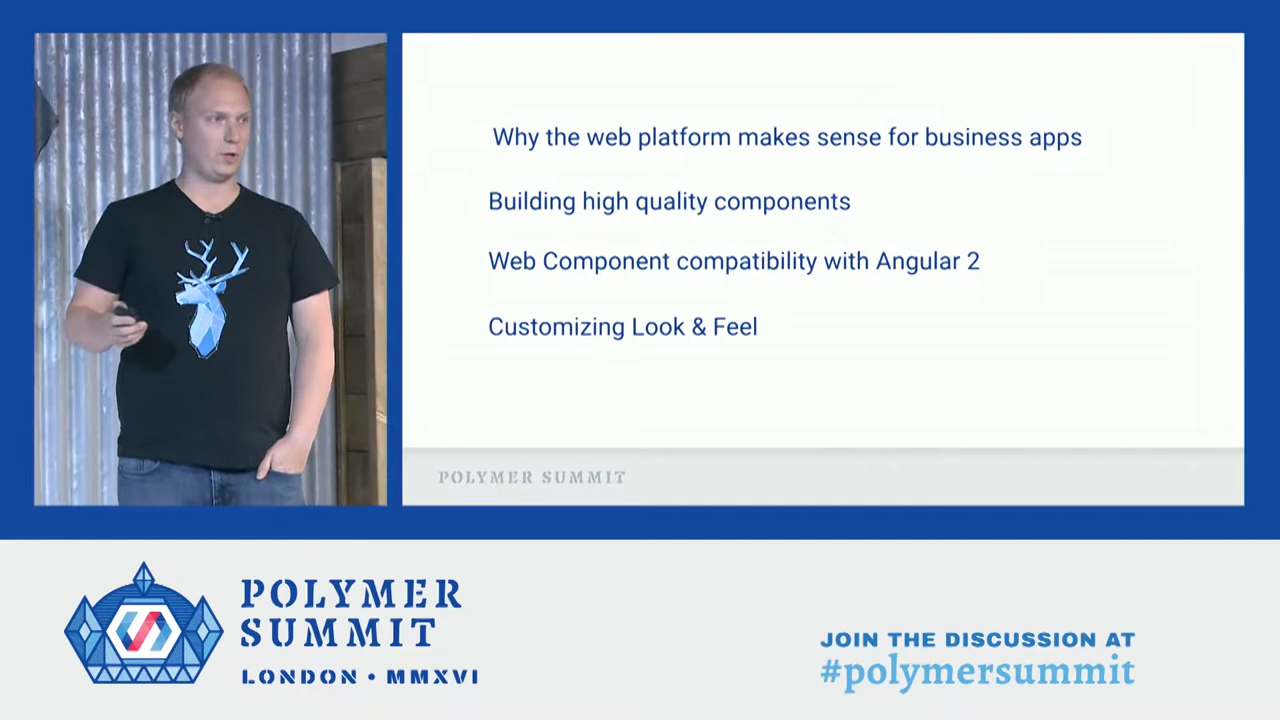 Why the web platform makes sense for business apps
Building high quality components
Web Component compatibility with Angular 2
Customizing Look & Feel
POLYMER SUMMIT
POLYMER
SUMMIT
LONDON • MMXVI
JOIN THE DISCUSSION AT
#polymersummit